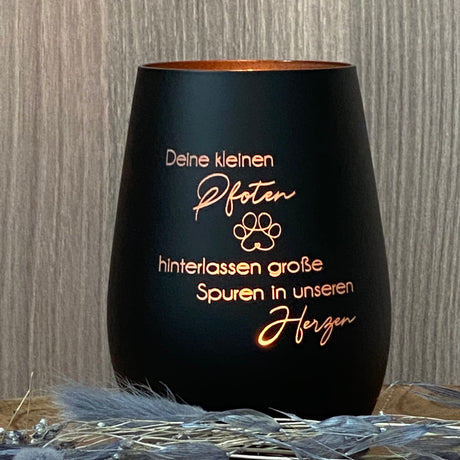 Deine kleinen
Pfoten
hinterlassen große
Spuren in unseren
Herzen